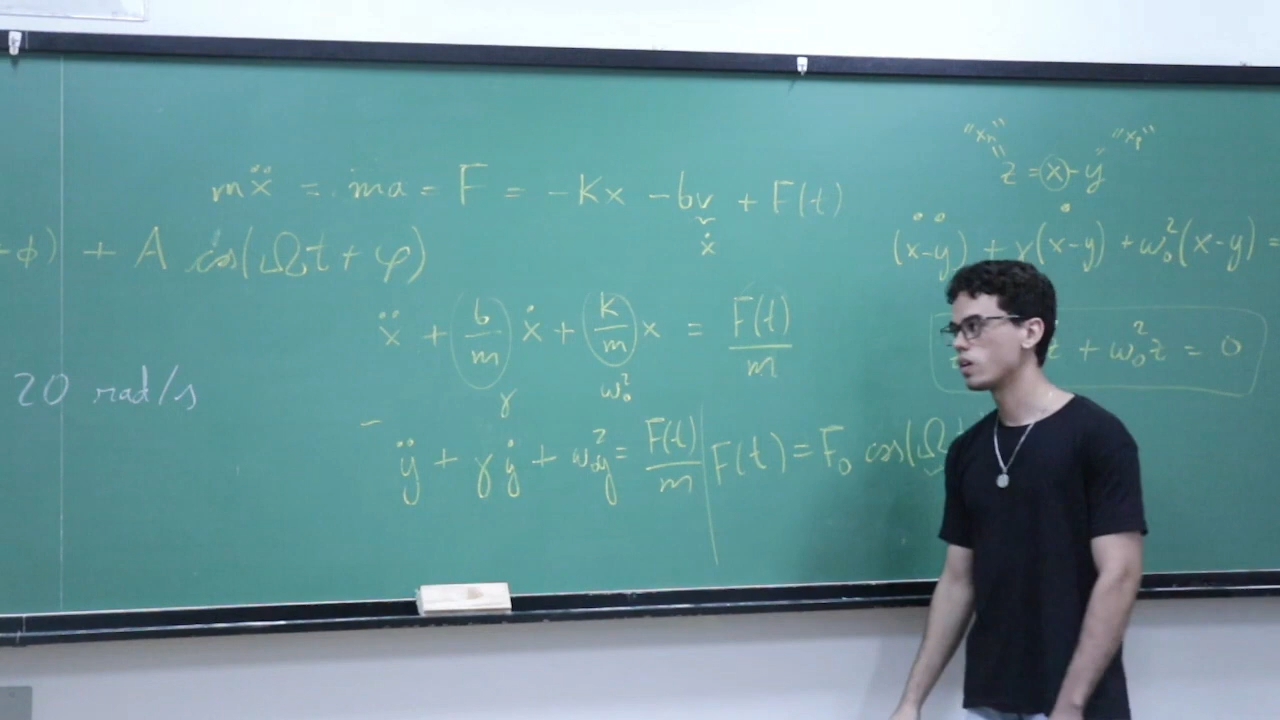 mẍ = ma = F = -Kx - bv + F(t)
ẋ
-ϕ) + A cos(Ωt + φ)
ẍ + b/m ẋ + k/m x = F(t)/m
γ ω₀²
20 rad/s
ÿ + γẏ + ω₀²y = F(t)/m | F(t) = F₀ cos(Ω
"xₕ" "xₚ"
z = x - y
(x-y)̈ + γ(x-y)̇ + ω₀²(x-y) =
z + ω₀²z = 0